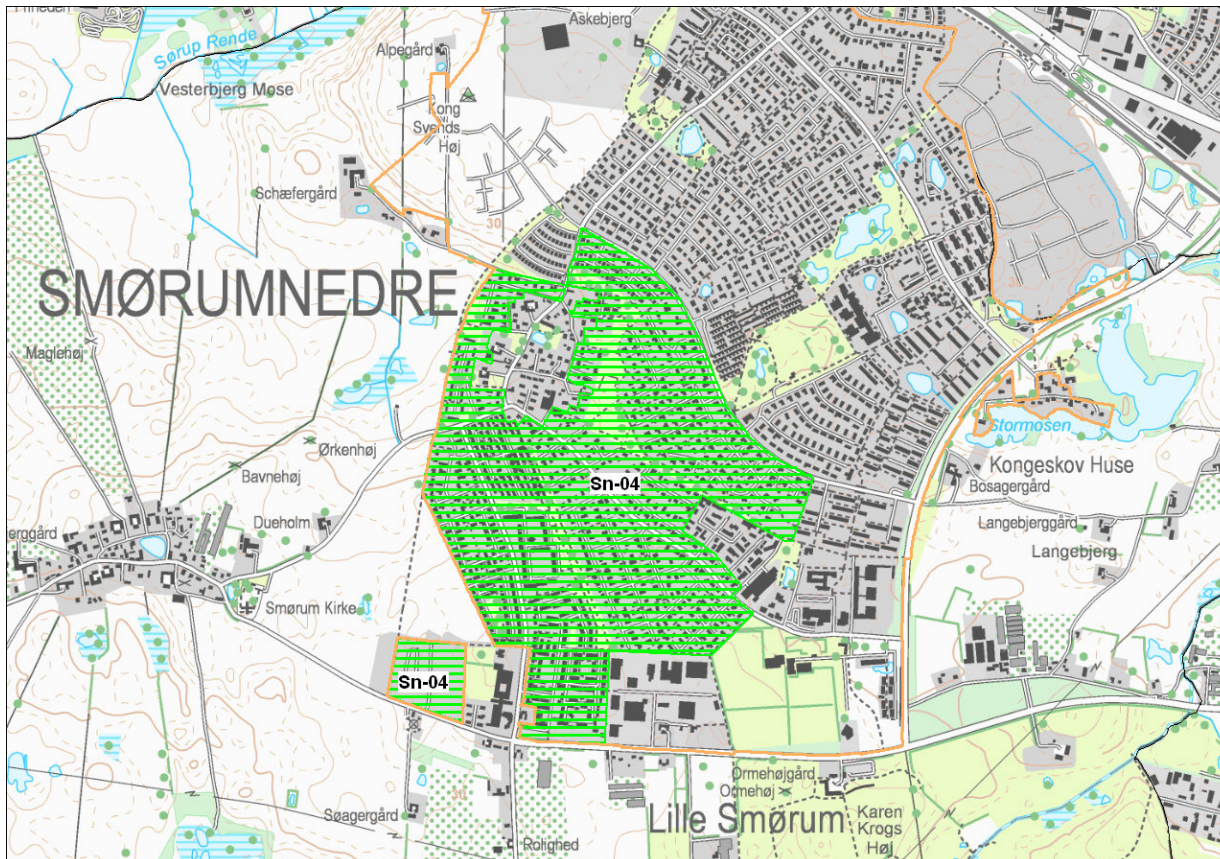 Askebjerg
Sørup Rende
Alpegård
Vesterbjerg Mose
Kong
Svends
Høj
S
Schæfergård
30
SMØRUMNEDRE
Maglehøj
Stormosen
Ørkenhøj
Kongeskov Huse
Bavnehøj
Bosagergård
Sn-04
Dueholm
Langebjerggård
erggård
Langebjerg
Smørum Kirke
Sn-04
Ormehøjgård
Ormehøj
30
Søagergård
Lille Smørum
Karen
Krogs
Høj
Rolighed